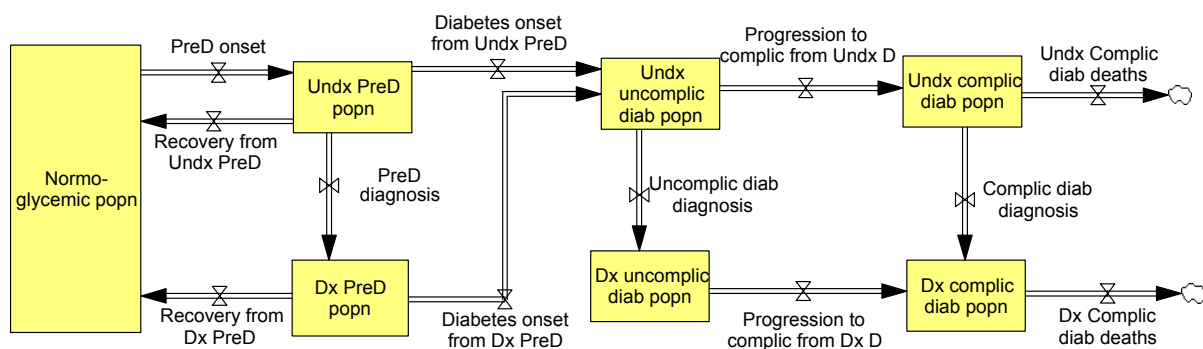 PreD onset
Diabetes onset
from Undx PreD
Progression to
complic from Undx D
Undx Complic
diab deaths
Undx PreD
popn
Undx
uncomplic
diab popn
Undx complic
diab popn
Recovery from
Undx PreD
Normo-
glycemic popn
PreD
diagnosis
Uncomplic diab
diagnosis
Complic diab
diagnosis
Dx PreD
popn
Dx uncomplic
diab popn
Dx complic
diab popn
Recovery from
Dx PreD
Diabetes onset
from Dx PreD
Progression to
complic from Dx D
Dx Complic
diab deaths